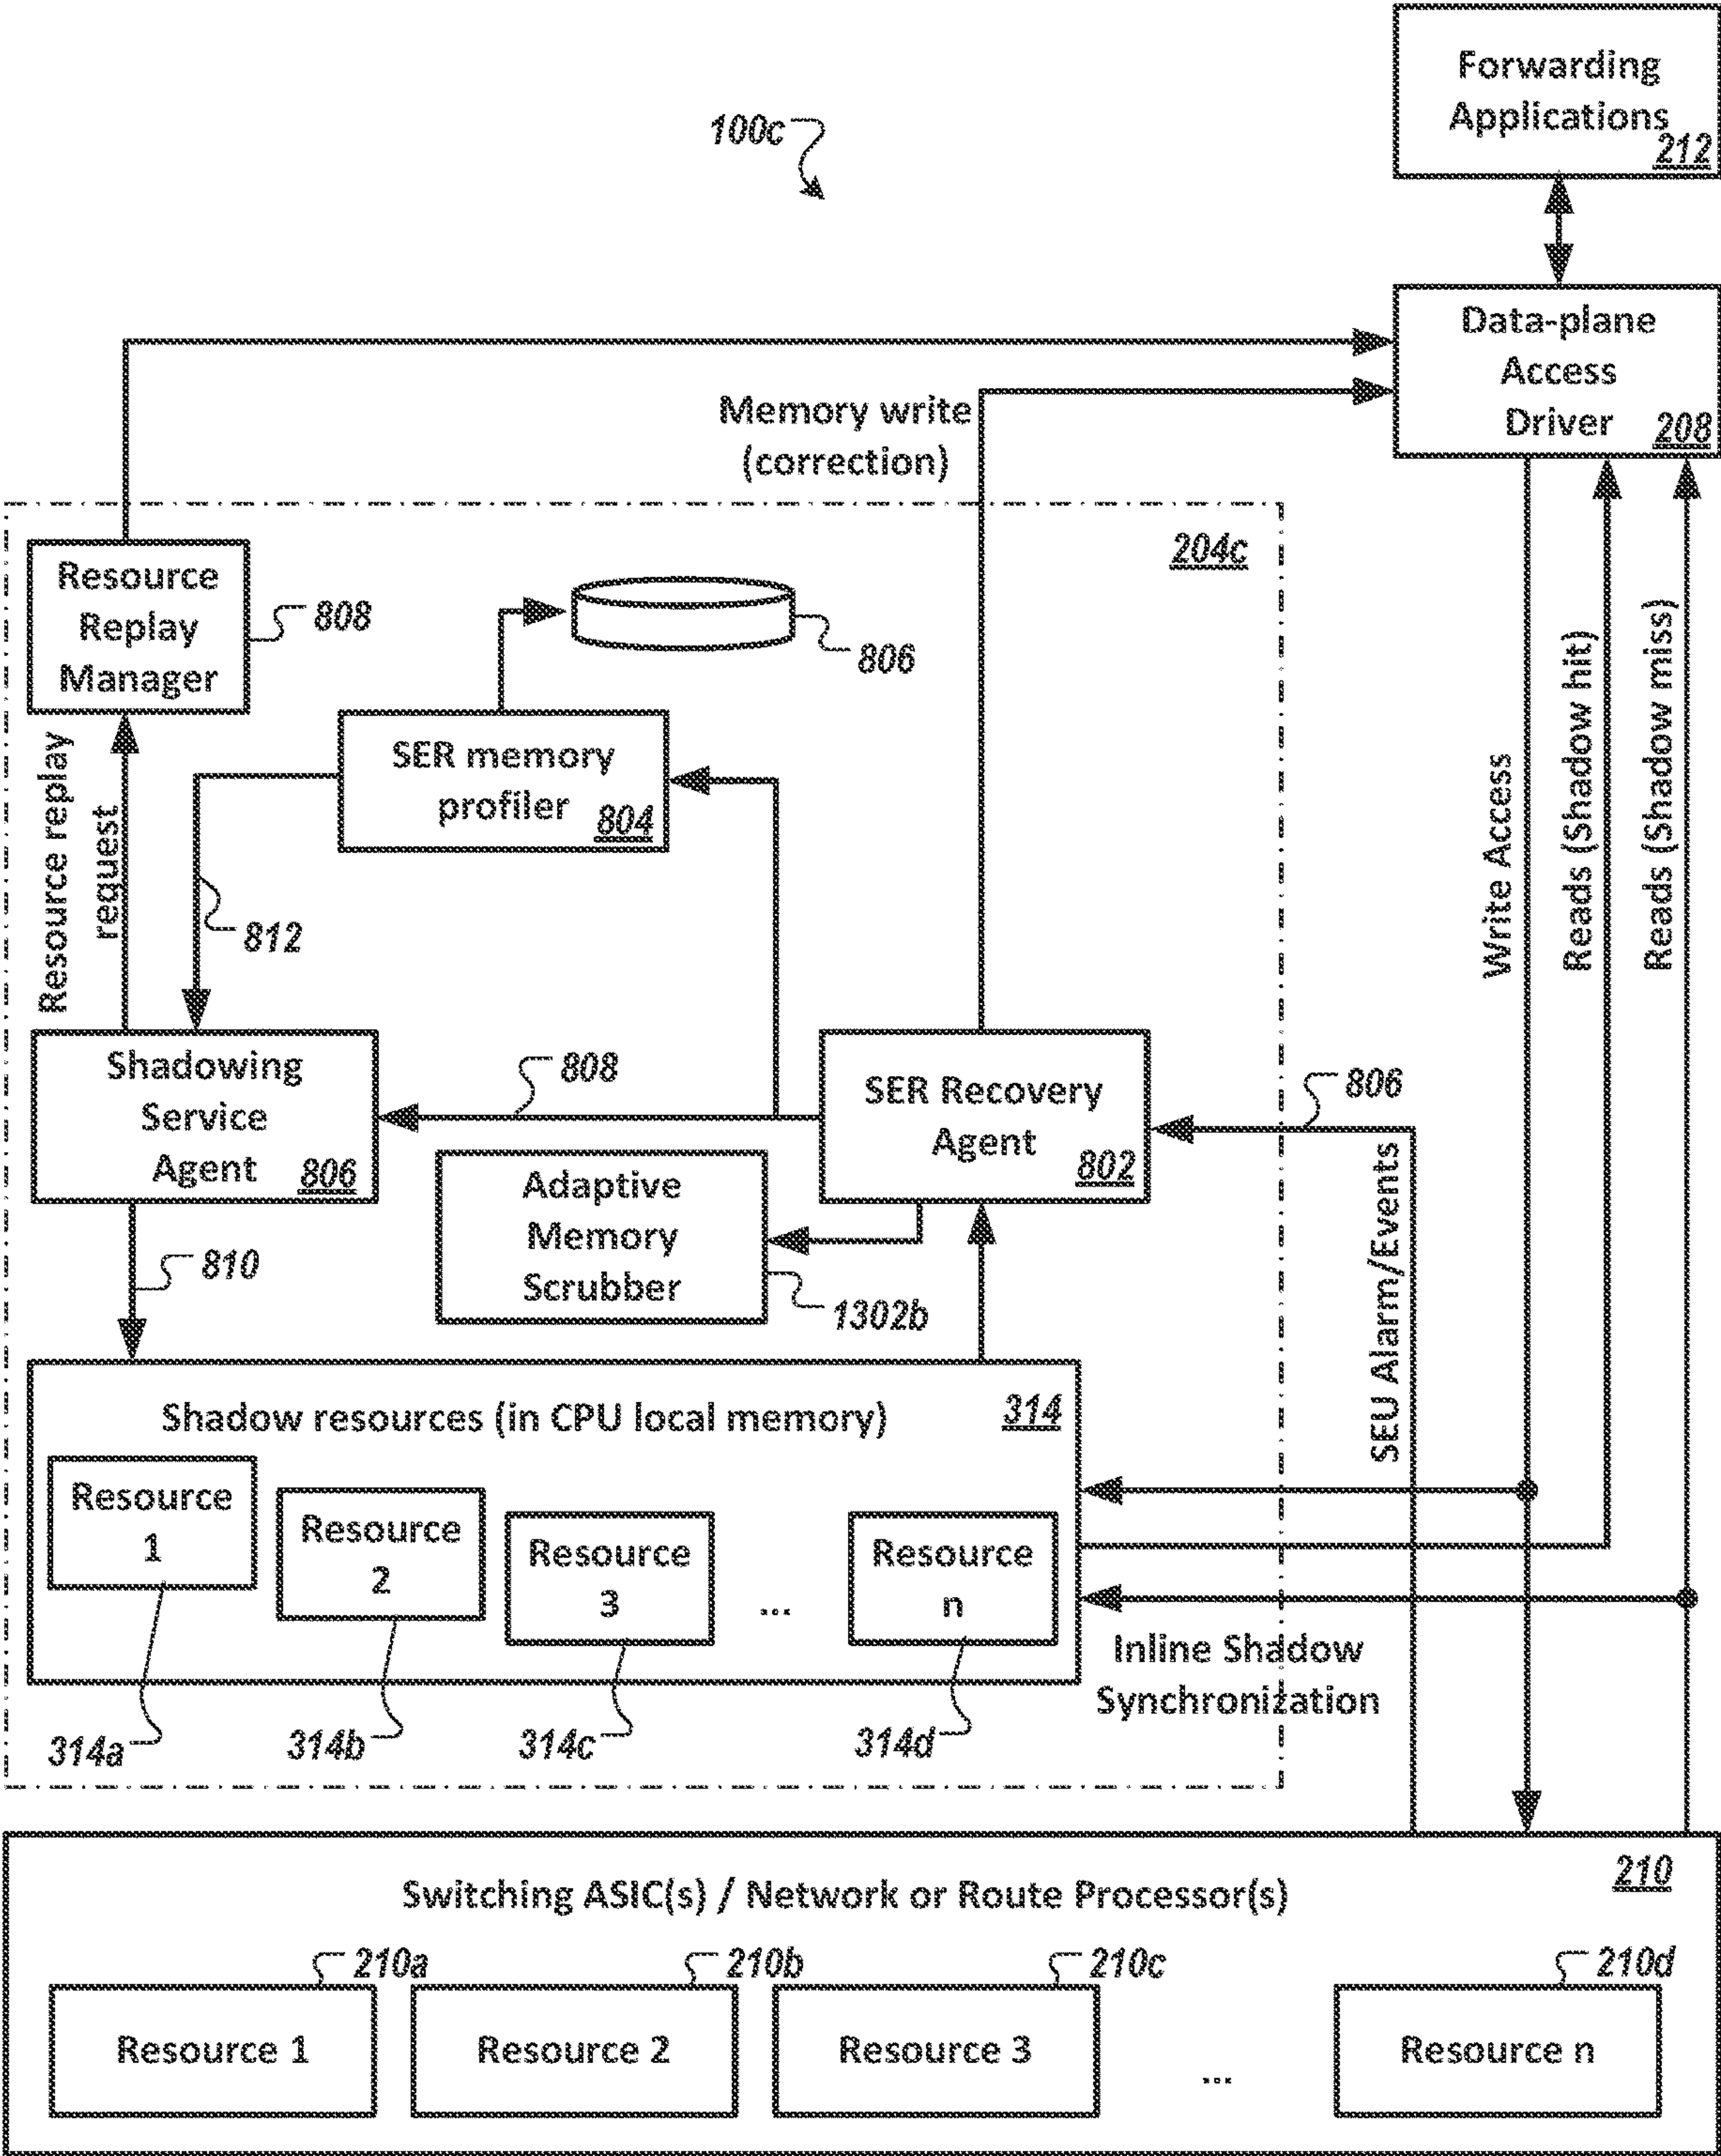 Forwarding
Applications
212
100c
Data-plane
Access
Driver
208
Memory write
(correction)
204c
Resource
Replay
Manager
808
806
SER memory
profiler
804
Resource replay
request
812
Write Access
Reads (Shadow hit)
Reads (Shadow miss)
Shadowing
Service
Agent
806
808
SER Recovery
Agent
802
806
Adaptive
Memory
Scrubber
1302b
810
SEU Alarm/Events
Shadow resources (in CPU local memory)
314
Resource
1
Resource
2
Resource
3
...
Resource
n
314a
314b
314c
314d
Inline Shadow
Synchronization
210
Switching ASIC(s) / Network or Route Processor(s)
210a
210b
210c
210d
Resource 1
Resource 2
Resource 3
...
Resource n